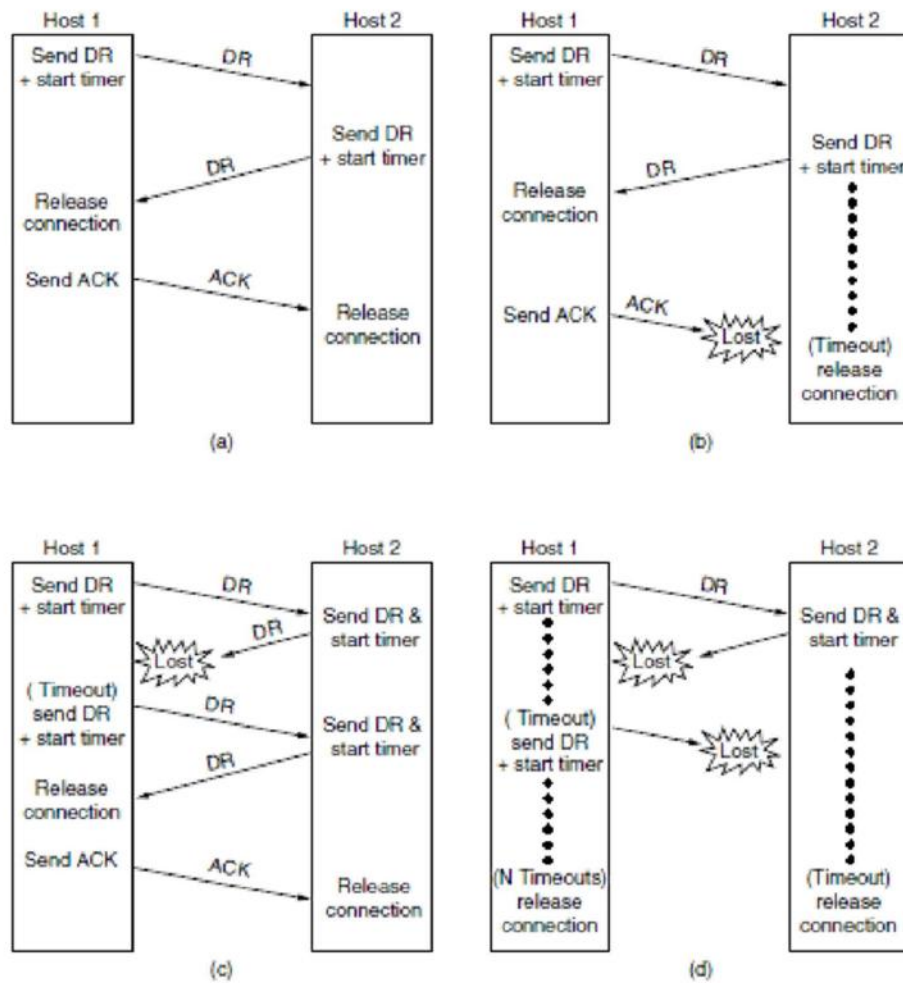 Host 1
Host 2
Send DR
+ start timer
DR
Send DR
+ start timer
DR
Release
connection
Send ACK
ACK
Release
connection
(a)
Host 1
Host 2
Send DR
+ start timer
DR
Send DR
+ start timer
DR
Release
connection
Send ACK
ACK
Lost
(Timeout)
release
connection
(b)
Host 1
Host 2
Send DR
+ start timer
DR
Send DR &
start timer
DR
Lost
( Timeout)
send DR
+ start timer
DR
Send DR &
start timer
DR
Release
connection
Send ACK
ACK
Release
connection
(c)
Host 1
Host 2
Send DR
+ start timer
DR
Send DR &
start timer
Lost
( Timeout)
send DR
+ start timer
Lost
(N Timeouts)
release
connection
(Timeout)
release
connection
(d)